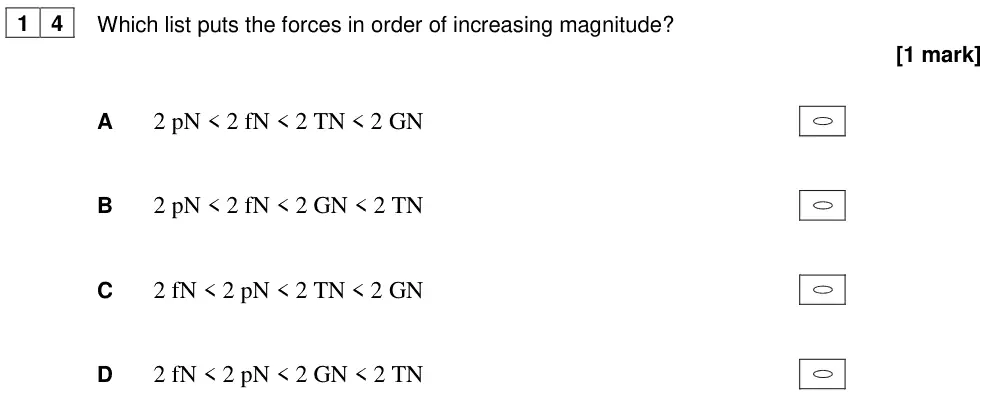 1 4 Which list puts the forces in order of increasing magnitude?
[1 mark]
A 2 pN < 2 fN < 2 TN < 2 GN
B 2 pN < 2 fN < 2 GN < 2 TN
C 2 fN < 2 pN < 2 TN < 2 GN
D 2 fN < 2 pN < 2 GN < 2 TN